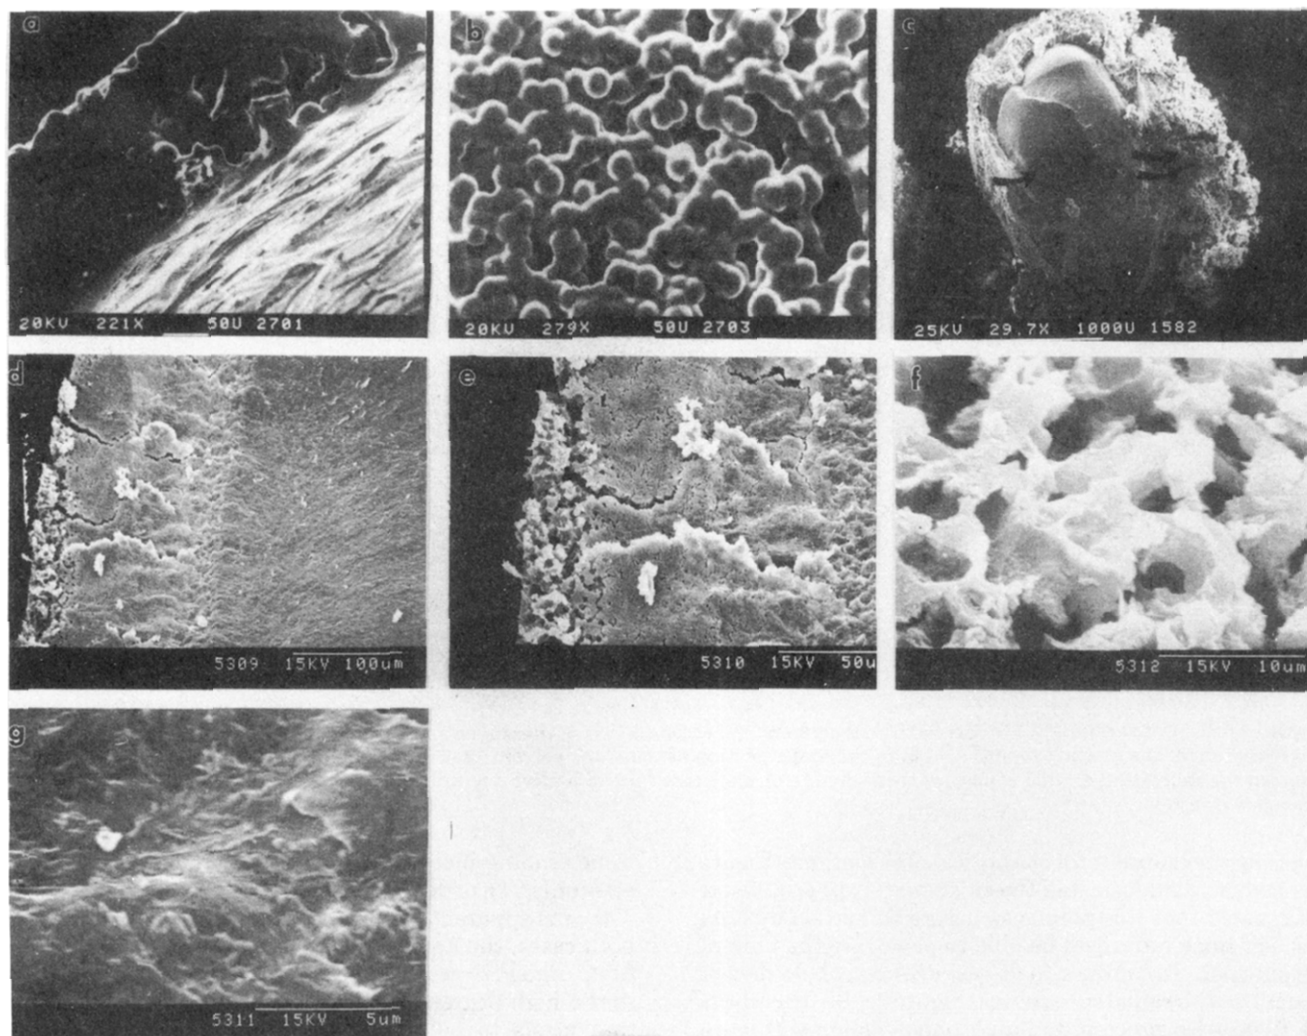 a
b
c
20KV 221X 50U 2701
20KV 279X 50U 2703
25KV 29.7X 1000U 1582
d
e
f
5309 15KV 100um
5310 15KV 50u
5312 15KV 10um
g
5311 15KV 5um